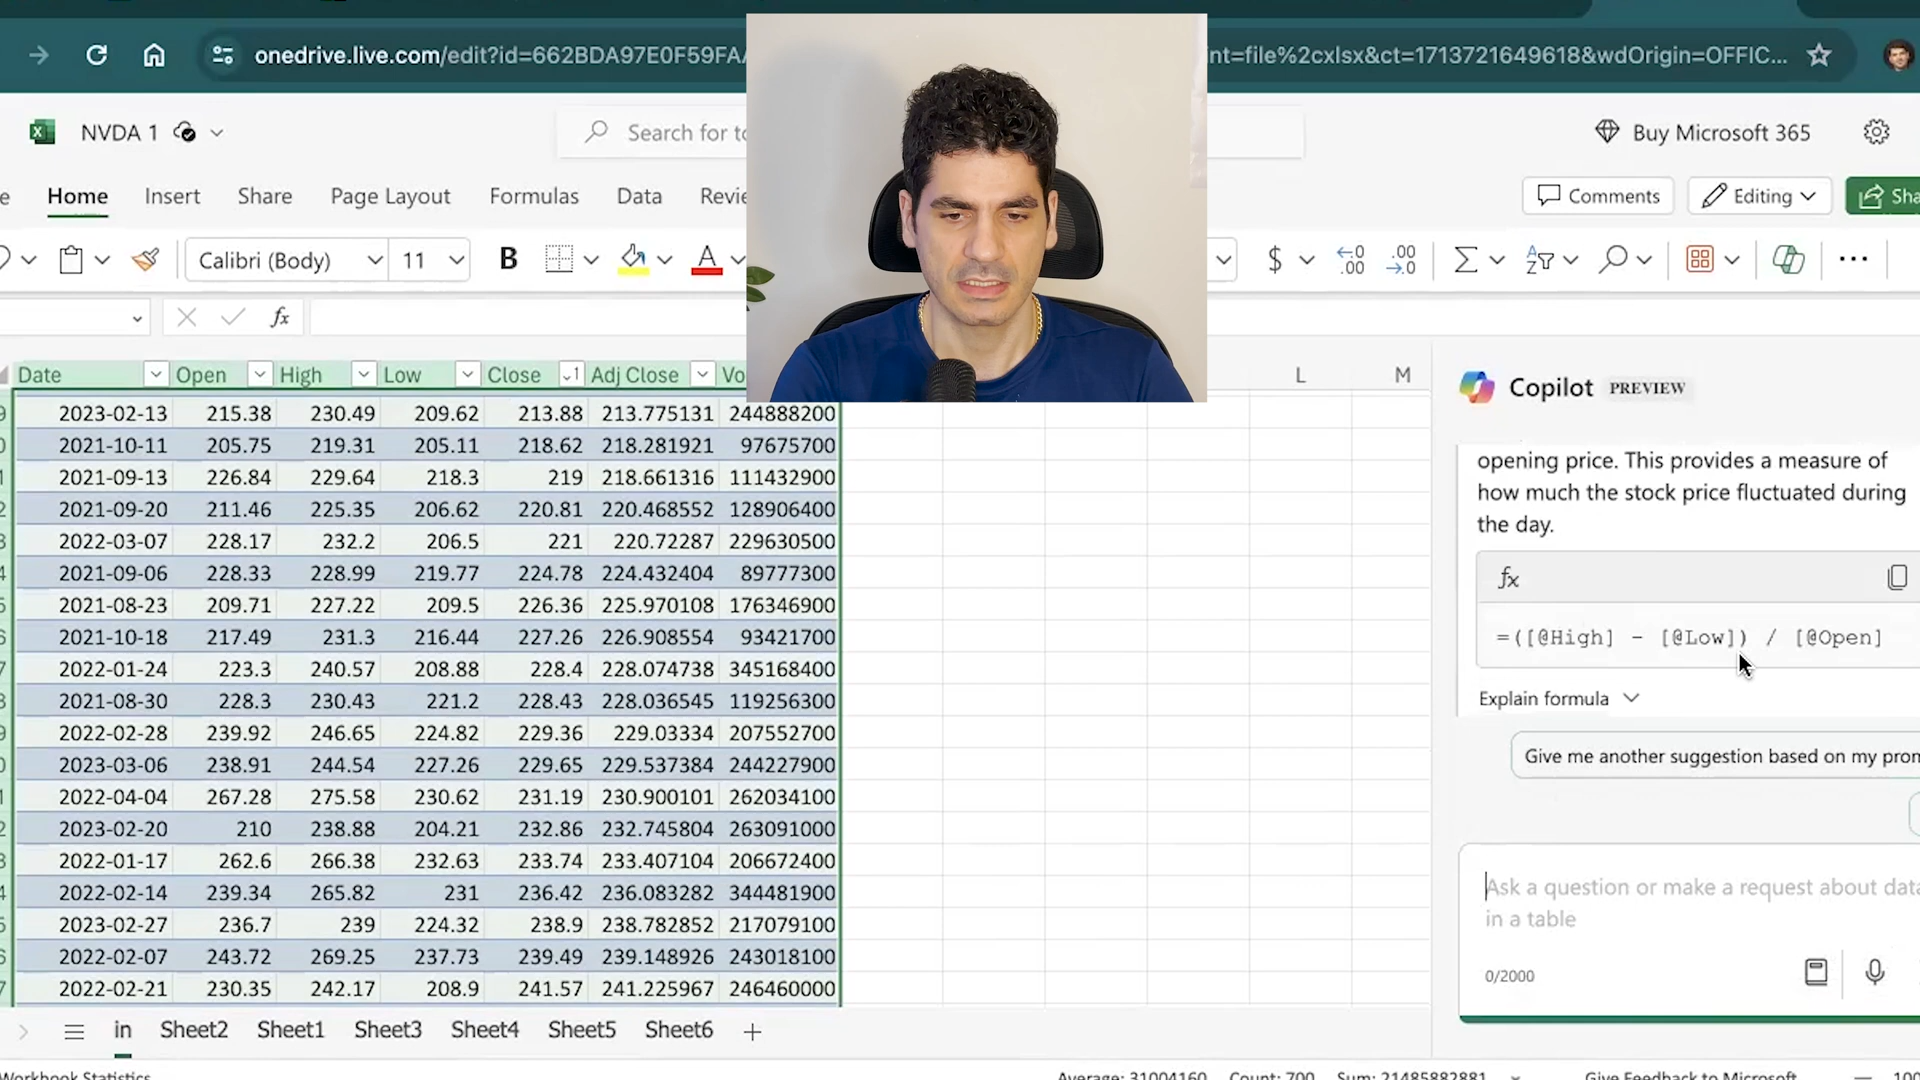 onedrive.live.com/edit?id=662BDA97E0F59FA
int=file%2cxlsx&ct=1713721649618&wdOrigin=OFFIC...
NVDA 1
Search for to
Buy Microsoft 365
Home Insert Share Page Layout Formulas Data Revie
Comments Editing Sha
Calibri (Body) 11 B A $ .00 .00 .0 ...
fx
Date Open High Low Close Adj Close Vo L M
2023-02-13 215.38 230.49 209.62 213.88 213.775131 244888200
2021-10-11 205.75 219.31 205.11 218.62 218.281921 97675700
2021-09-13 226.84 229.64 218.3 219 218.661316 111432900
2021-09-20 211.46 225.35 206.62 220.81 220.468552 128906400
2022-03-07 228.17 232.2 206.5 221 220.72287 229630500
2021-09-06 228.33 228.99 219.77 224.78 224.432404 89777300
2021-08-23 209.71 227.22 209.5 226.36 225.970108 176346900
2021-10-18 217.49 231.3 216.44 227.26 226.908554 93421700
2022-01-24 223.3 240.57 208.88 228.4 228.074738 345168400
2021-08-30 228.3 230.43 221.2 228.43 228.036545 119256300
2022-02-28 239.92 246.65 224.82 229.36 229.03334 207552700
2023-03-06 238.91 244.54 227.26 229.65 229.537384 244227900
2022-04-04 267.28 275.58 230.62 231.19 230.900101 262034100
2023-02-20 210 238.88 204.21 232.86 232.745804 263091000
2022-01-17 262.6 266.38 232.63 233.74 233.407104 206672400
2022-02-14 239.34 265.82 231 236.42 236.083282 344481900
2023-02-27 236.7 239 224.32 238.9 238.782852 217079100
2022-02-07 243.72 269.25 237.73 239.49 239.148926 243018100
2022-02-21 230.35 242.17 208.9 241.57 241.225967 246460000
Copilot PREVIEW
opening price. This provides a measure of
how much the stock price fluctuated during
the day.
fx
=([@High] - [@Low]) / [@Open]
Explain formula
Give me another suggestion based on my pron
Ask a question or make a request about data
in a table
0/2000
in Sheet2 Sheet1 Sheet3 Sheet4 Sheet5 Sheet6 +
Workbook Statistics Average: 31004160 Count: 700 Sum: 21485882881 Give Feedback to Microsoft 100